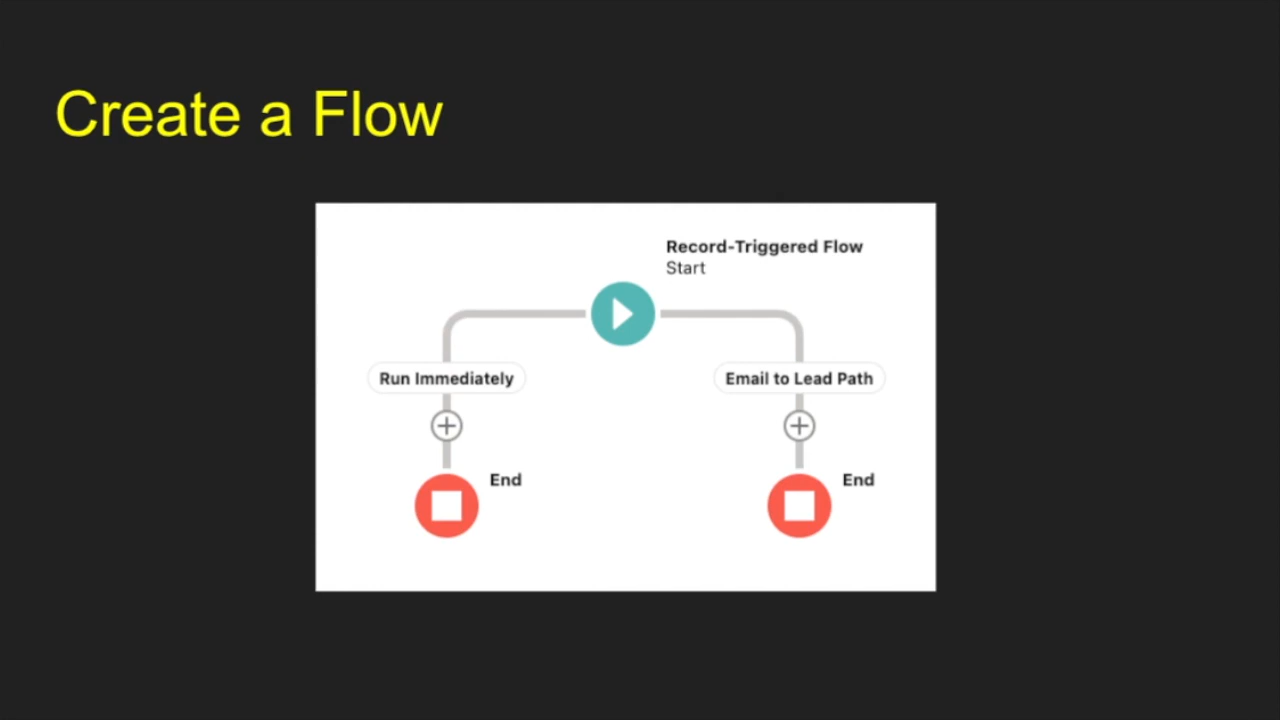 Create a Flow
Record-Triggered Flow
Start
Run Immediately
Email to Lead Path
End
End